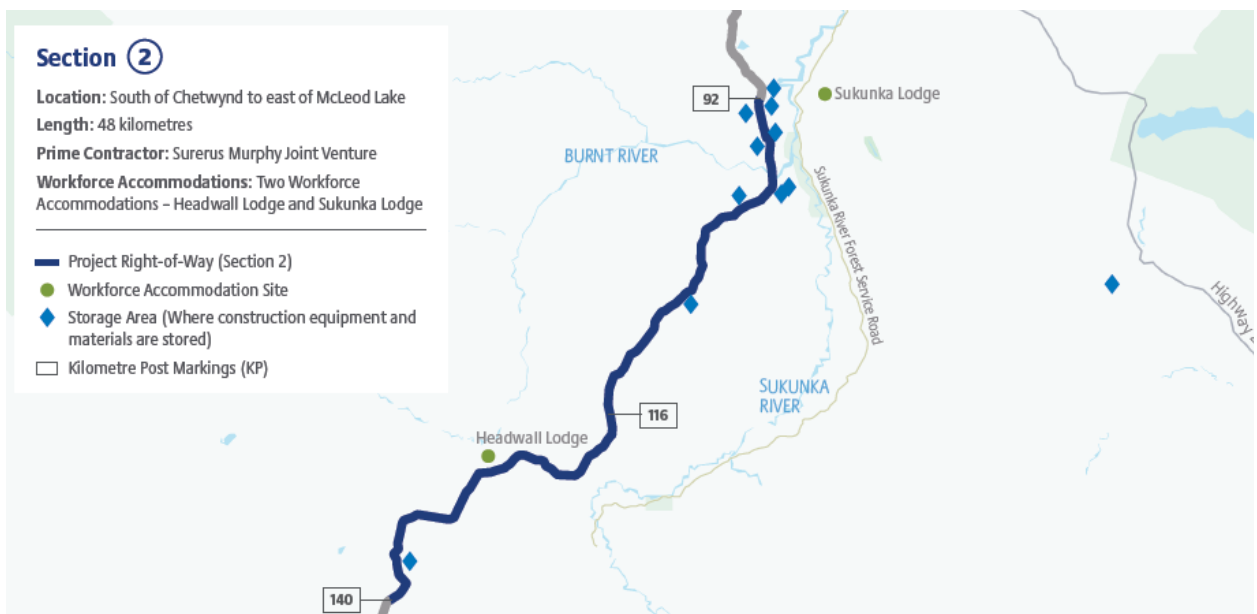 Section 2
Location: South of Chetwynd to east of McLeod Lake
Length: 48 kilometres
Prime Contractor: Surerus Murphy Joint Venture
Workforce Accommodations: Two Workforce
Accommodations – Headwall Lodge and Sukunka Lodge
Project Right-of-Way (Section 2)
Workforce Accommodation Site
Storage Area (Where construction equipment and
materials are stored)
Kilometre Post Markings (KP)
92
Sukunka Lodge
BURNT RIVER
Sukunka River Forest Service Road
Highway
SUKUNKA
RIVER
116
Headwall Lodge
140